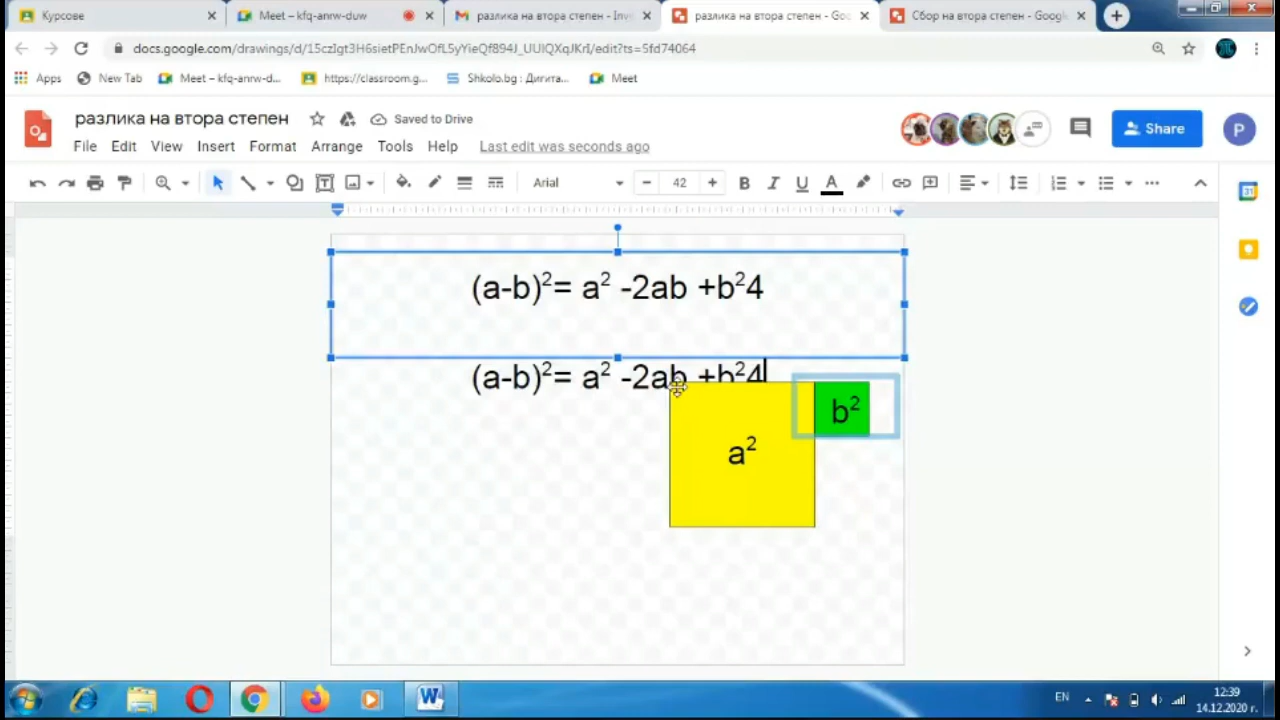 Курсове
Meet – kfq-anrw-duw
разлика на втора степен - Inv
разлика на втора степен - Goo
Сбор на втора степен - Google
docs.google.com/drawings/d/
/edit?ts=5fd74064
Apps
New Tab
Meet – kfq-anrw-d...
https://classroom.g...
Shkolo.bg : Дигита...
Meet
разлика на втора степен
Saved to Drive
Share
P
File Edit View Insert Format Arrange Tools Help Last edit was seconds ago
Arial 42 B I U A
31
(a-b)²= a² -2ab +b²4
(a-b)²= a² -2ab +b²4
b²
a²
W
EN
12:39
14.12.2020 г.